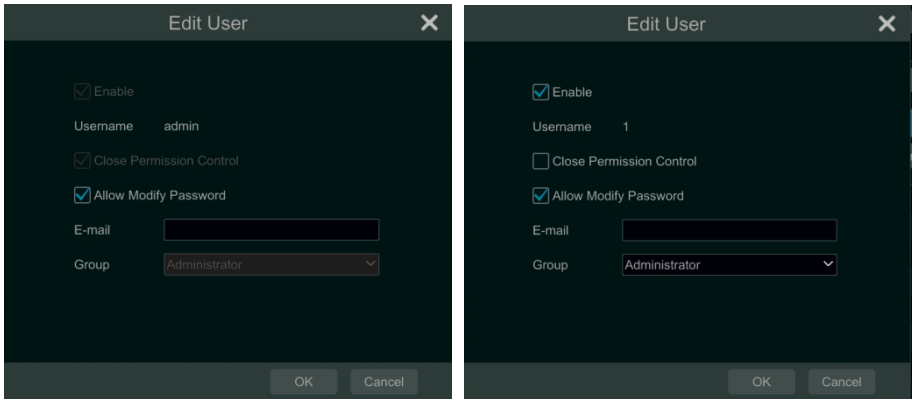 Edit User
Enable
Username admin
Close Permission Control
Allow Modify Password
E-mail
Group Administrator
OK Cancel
Edit User
Enable
Username 1
Close Permission Control
Allow Modify Password
E-mail
Group Administrator
OK Cancel